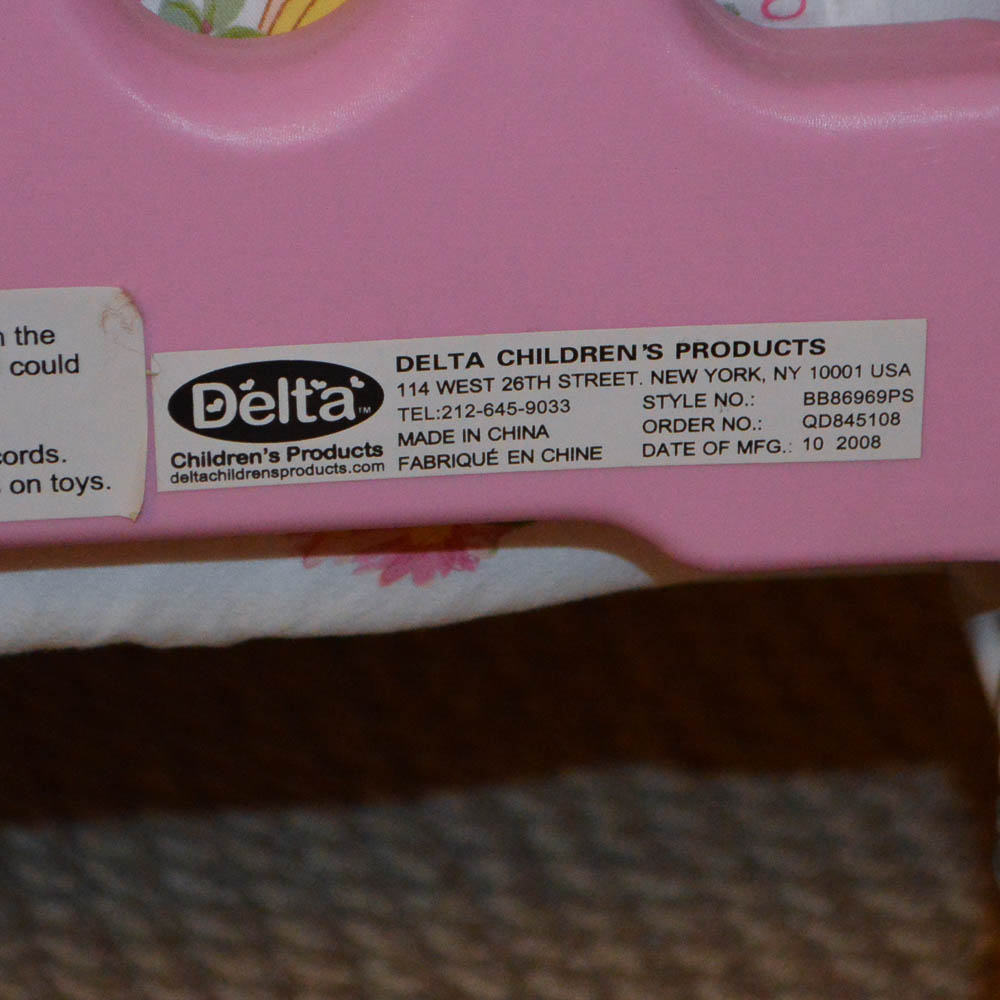 n the
could
cords.
on toys.
Delta™
Children's Products
deltachildrensproducts.com
DELTA CHILDREN'S PRODUCTS
114 WEST 26TH STREET. NEW YORK, NY 10001 USA
TEL:212-645-9033
MADE IN CHINA
FABRIQUÉ EN CHINE
STYLE NO.: BB86969PS
ORDER NO.: QD845108
DATE OF MFG.: 10 2008